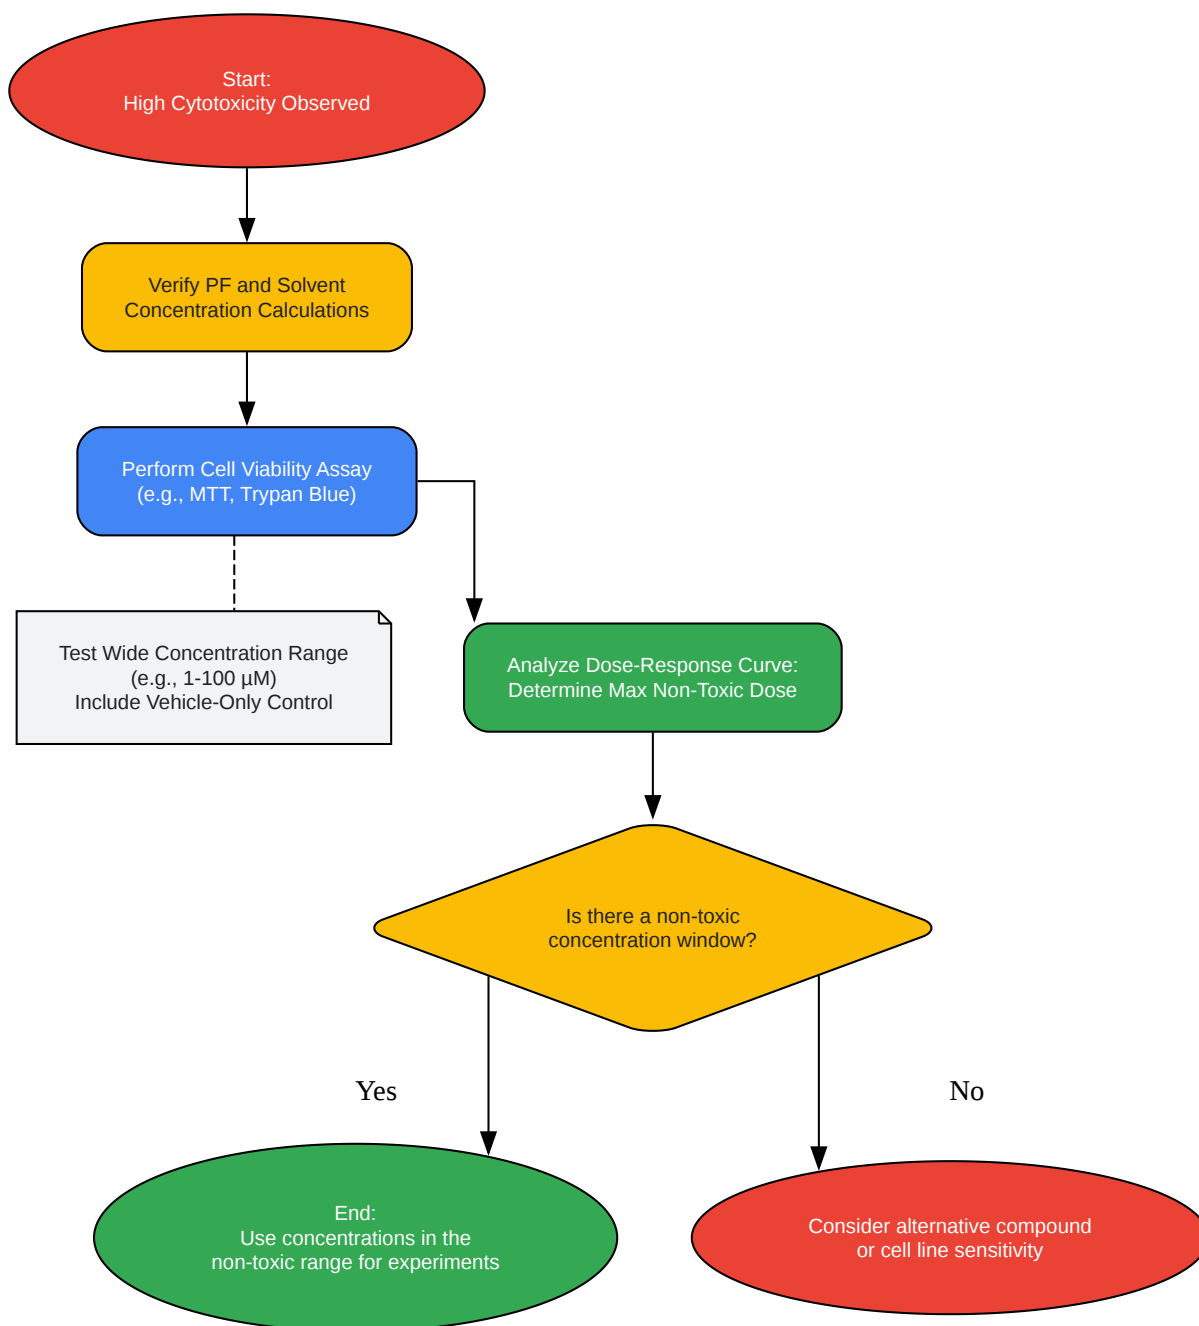 Start:
High Cytotoxicity Observed
Verify PF and Solvent
Concentration Calculations
Perform Cell Viability Assay
(e.g., MTT, Trypan Blue)
Test Wide Concentration Range
(e.g., 1-100 µM)
Include Vehicle-Only Control
Analyze Dose-Response Curve:
Determine Max Non-Toxic Dose
Is there a non-toxic
concentration window?
Yes
No
End:
Use concentrations in the
non-toxic range for experiments
Consider alternative compound
or cell line sensitivity